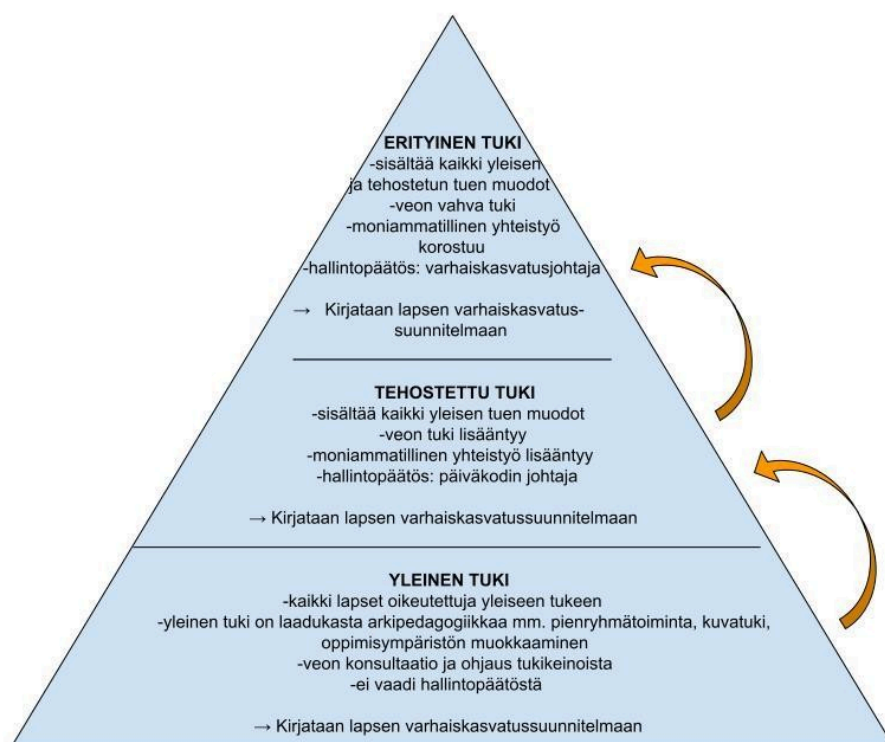 ERITYINEN TUKI
-sisältää kaikki yleisen
ja tehostetun tuen muodot
-veon vahva tuki
-moniammatillinen yhteistyö
korostuu
-hallintopäätös: varhaiskasvatusjohtaja
→ Kirjataan lapsen varhaiskasvatus-
suunnitelmaan
TEHOSTETTU TUKI
-sisältää kaikki yleisen tuen muodot
-veon tuki lisääntyy
-moniammatillinen yhteistyö lisääntyy
-hallintopäätös: päiväkodin johtaja
→ Kirjataan lapsen varhaiskasvatussuunnitelmaan
YLEINEN TUKI
-kaikki lapset oikeutettuja yleiseen tukeen
-yleinen tuki on laadukasta arkipedagogiikkaa mm. pienryhmätoiminta, kuvatuki,
oppimisympäristön muokkaaminen
-veon konsultaatio ja ohjaus tukikeinoista
-ei vaadi hallintopäätöstä
→ Kirjataan lapsen varhaiskasvatussuunnitelmaan